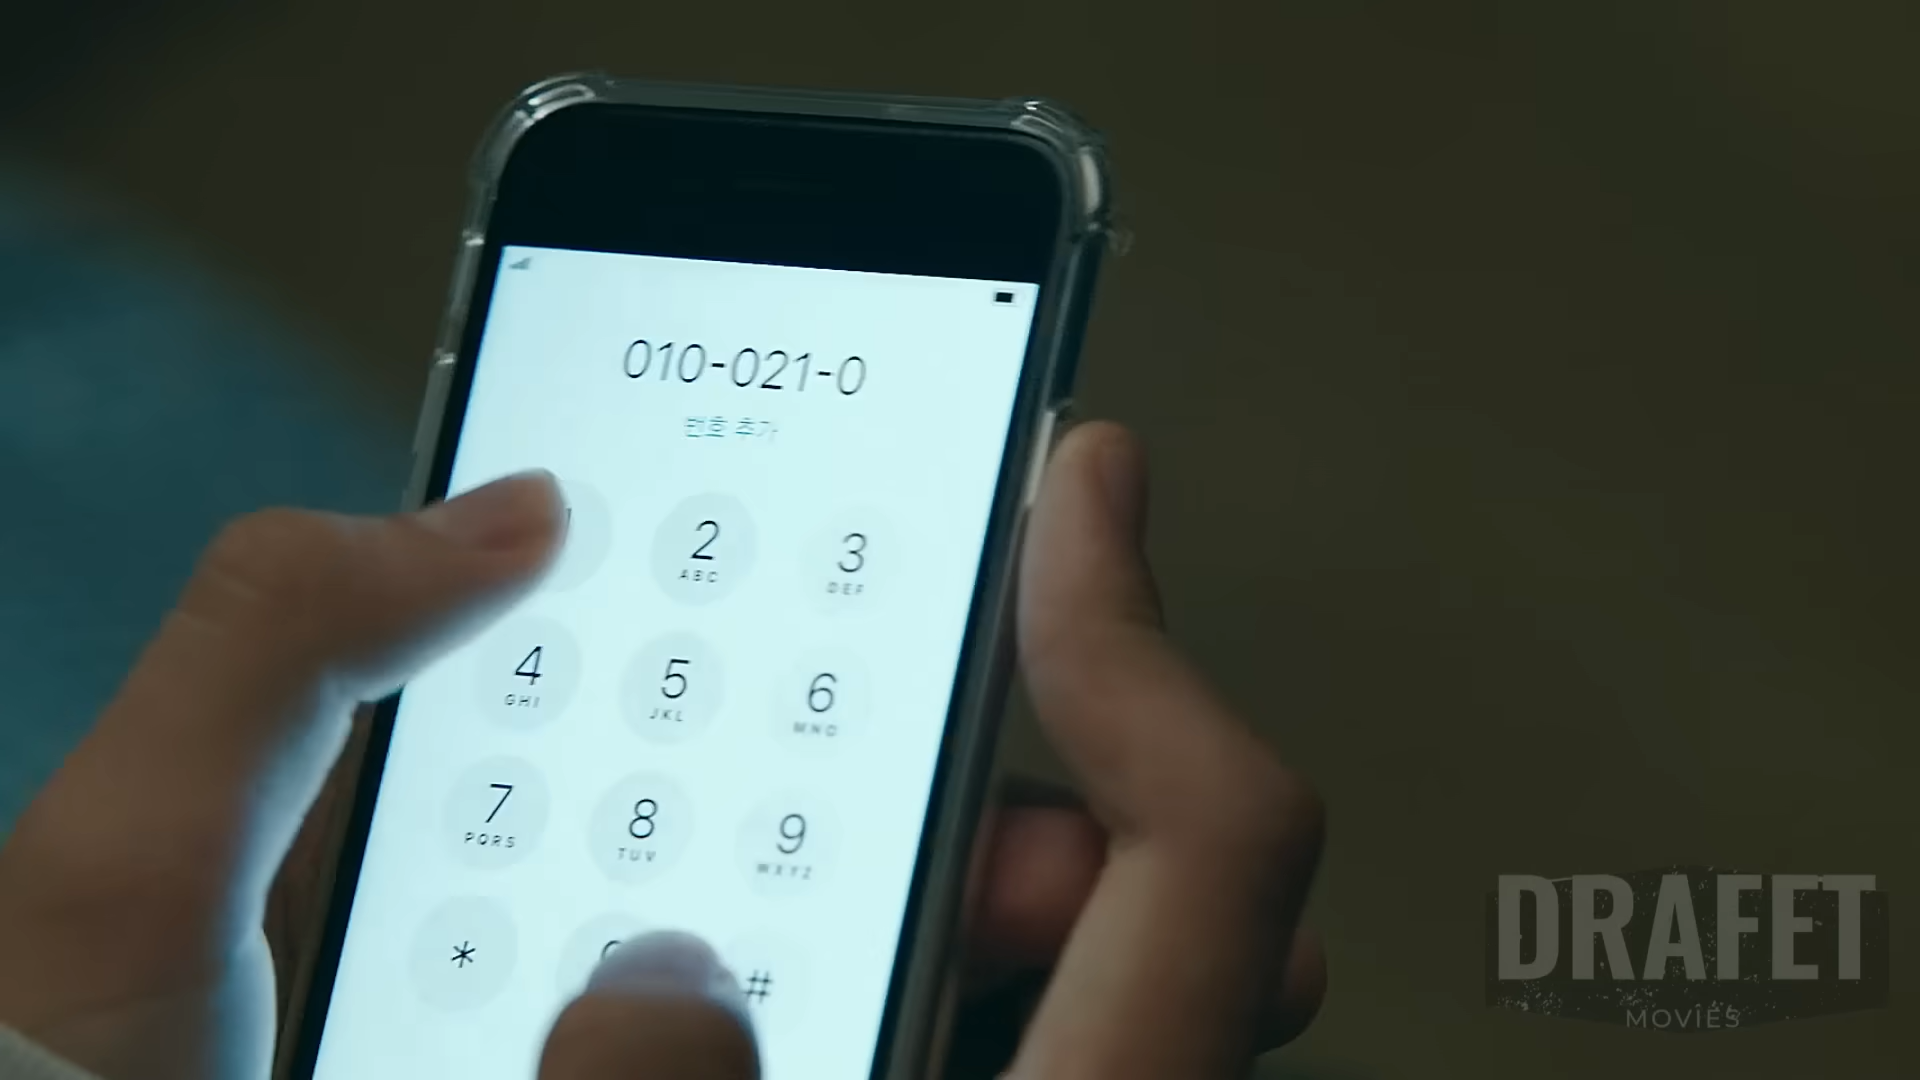 010-021-0
번호 추가
1
2
ABC
3
DEF
4
GHI
5
JKL
6
MNO
7
PQRS
8
TUV
9
WXYZ
*
#
DRAFET
MOVIES